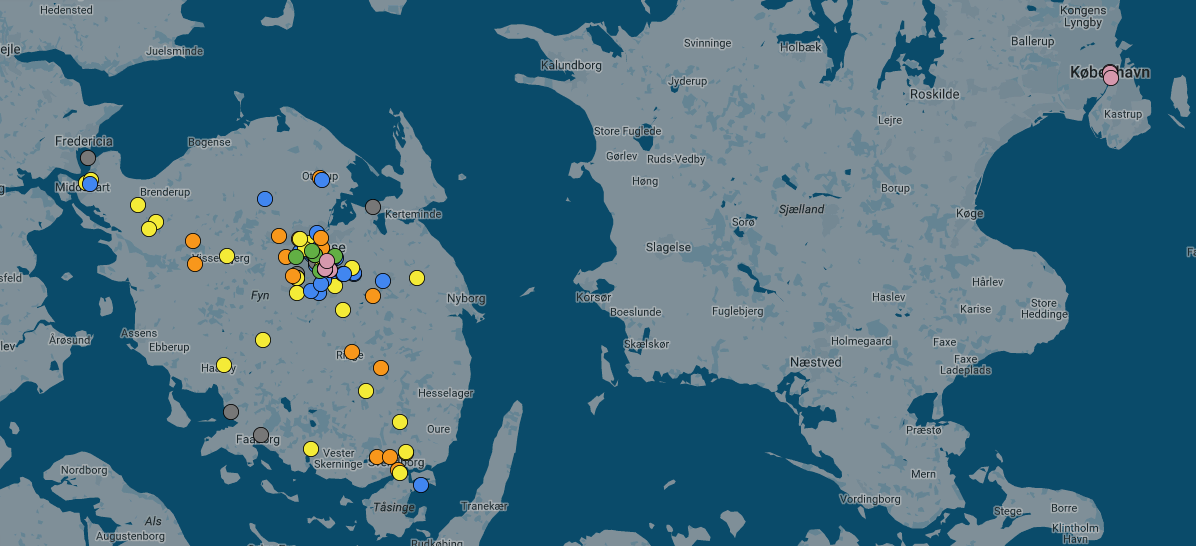 Hedensted
Kongens
Lyngby
Juelsminde
Svinninge
Holbæk
Ballerup
Kalundborg
Jyderup
Roskilde
Kastrup
Fredericia
Bogense
Store Fuglede
Lejre
Gørlev
Ruds-Vedby
Brenderup
Høng
Borup
Kerteminde
Sorø
Sjælland
Køge
Slagelse
Fyn
Nyborg
Korsør
Boeslunde
Fuglebjerg
Haslev
Hårlev
Karise
Store
Heddinge
Årøsund
Assens
Ebberup
Skælskør
Holmegaard
Faxe
Næstved
Faxe
Ladeplads
Hesselager
Oure
Præstø
Vester
Skerninge
Nordborg
Mern
Tåsinge
Tranekær
Vordingborg
Stege
Borre
Als
Augustenborg
Klintholm
Havn
Rudkøbing